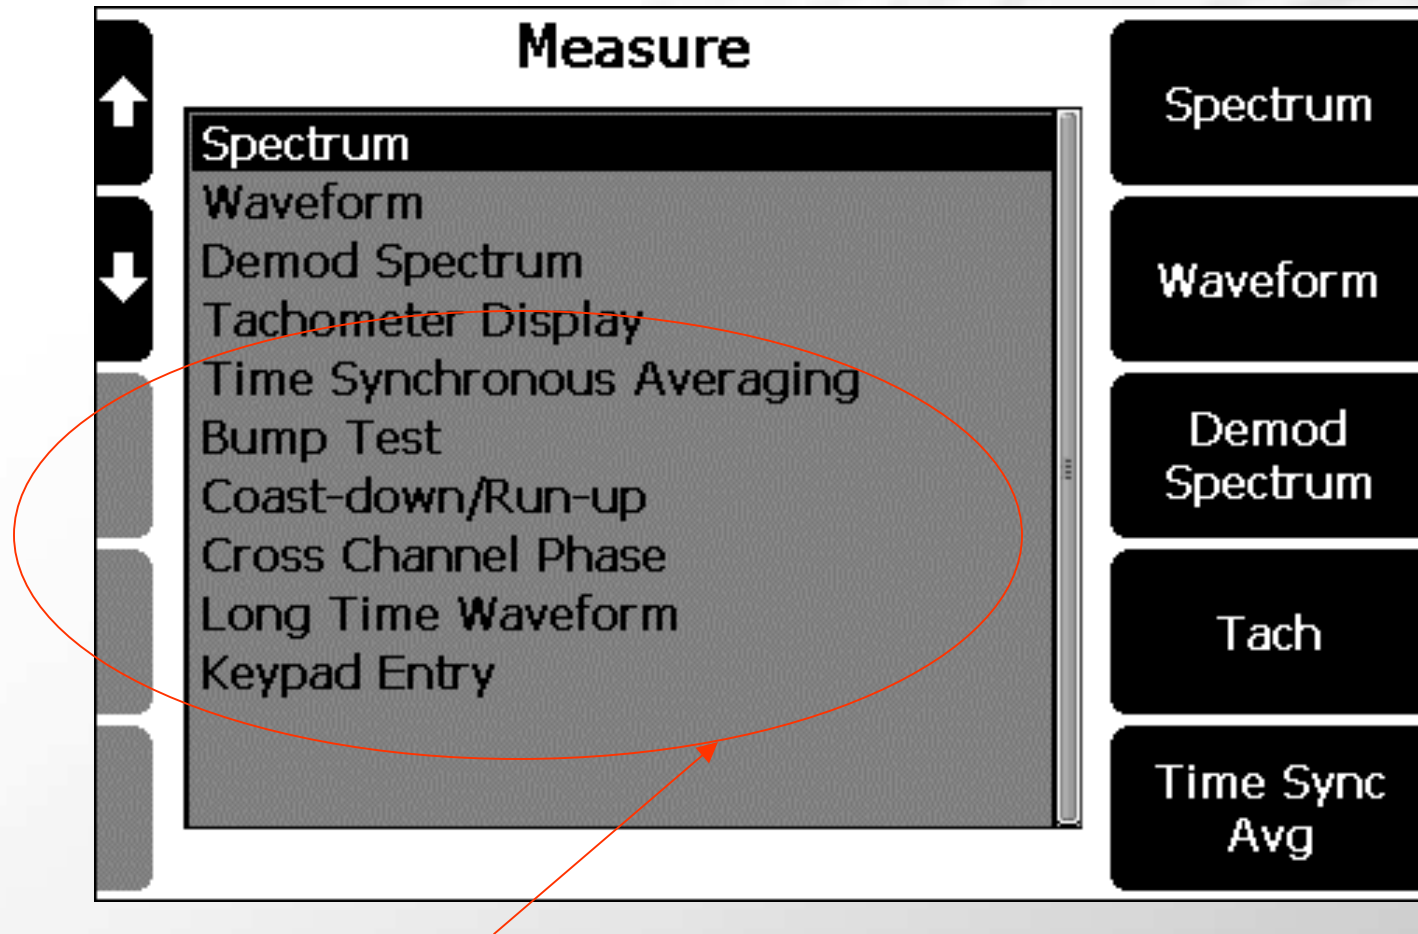 Measure
Spectrum
Waveform
Demod Spectrum
Tachometer Display
Time Synchronous Averaging
Bump Test
Coast-down/Run-up
Cross Channel Phase
Long Time Waveform
Keypad Entry
Spectrum
Waveform
Demod
Spectrum
Tach
Time Sync
Avg